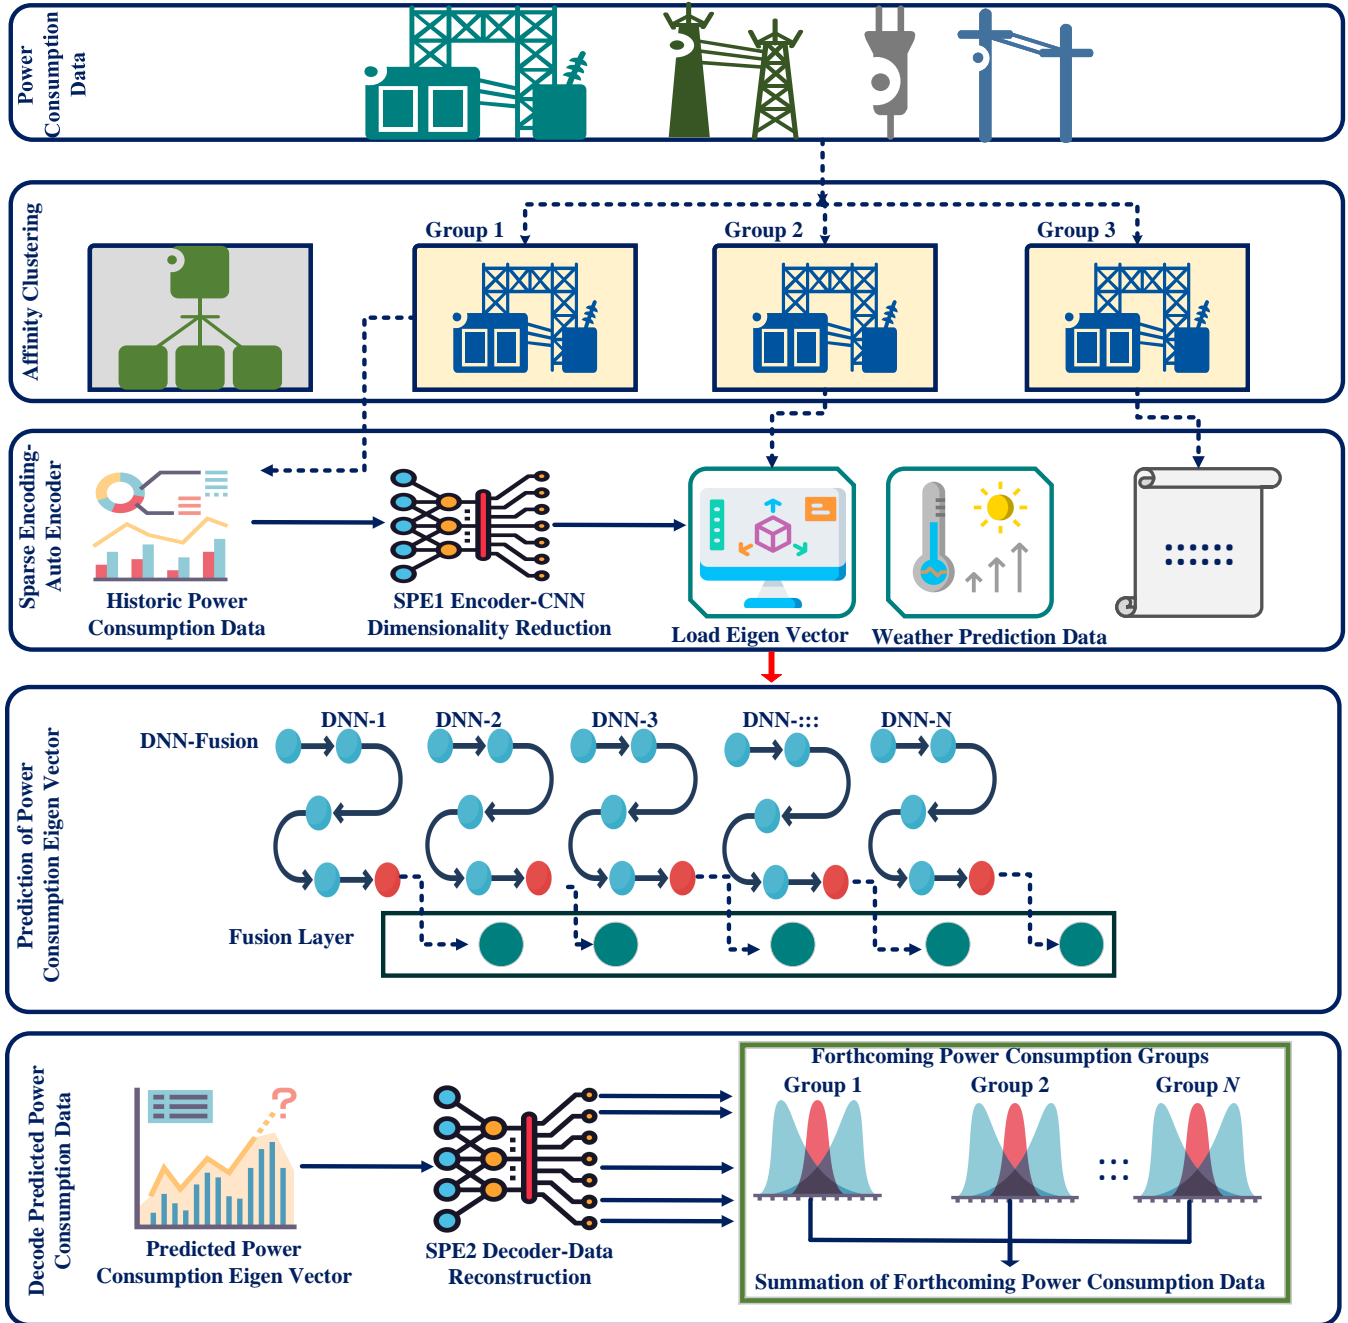 Power
Consumption
Data
Affinity Clustering
Group 1
Group 2
Group 3
Sparse Encoding-
Auto Encoder
Historic Power
Consumption Data
SPE1 Encoder-CNN
Dimensionality Reduction
Load Eigen Vector
Weather Prediction Data
Prediction of Power
Consumption Eigen Vector
DNN-Fusion
DNN-1
DNN-2
DNN-3
DNN-:::
DNN-N
Fusion Layer
Decode Predicted Power
Consumption Data
?
Predicted Power
Consumption Eigen Vector
SPE2 Decoder-Data
Reconstruction
Forthcoming Power Consumption Groups
Group 1
Group 2
Group N
Summation of Forthcoming Power Consumption Data